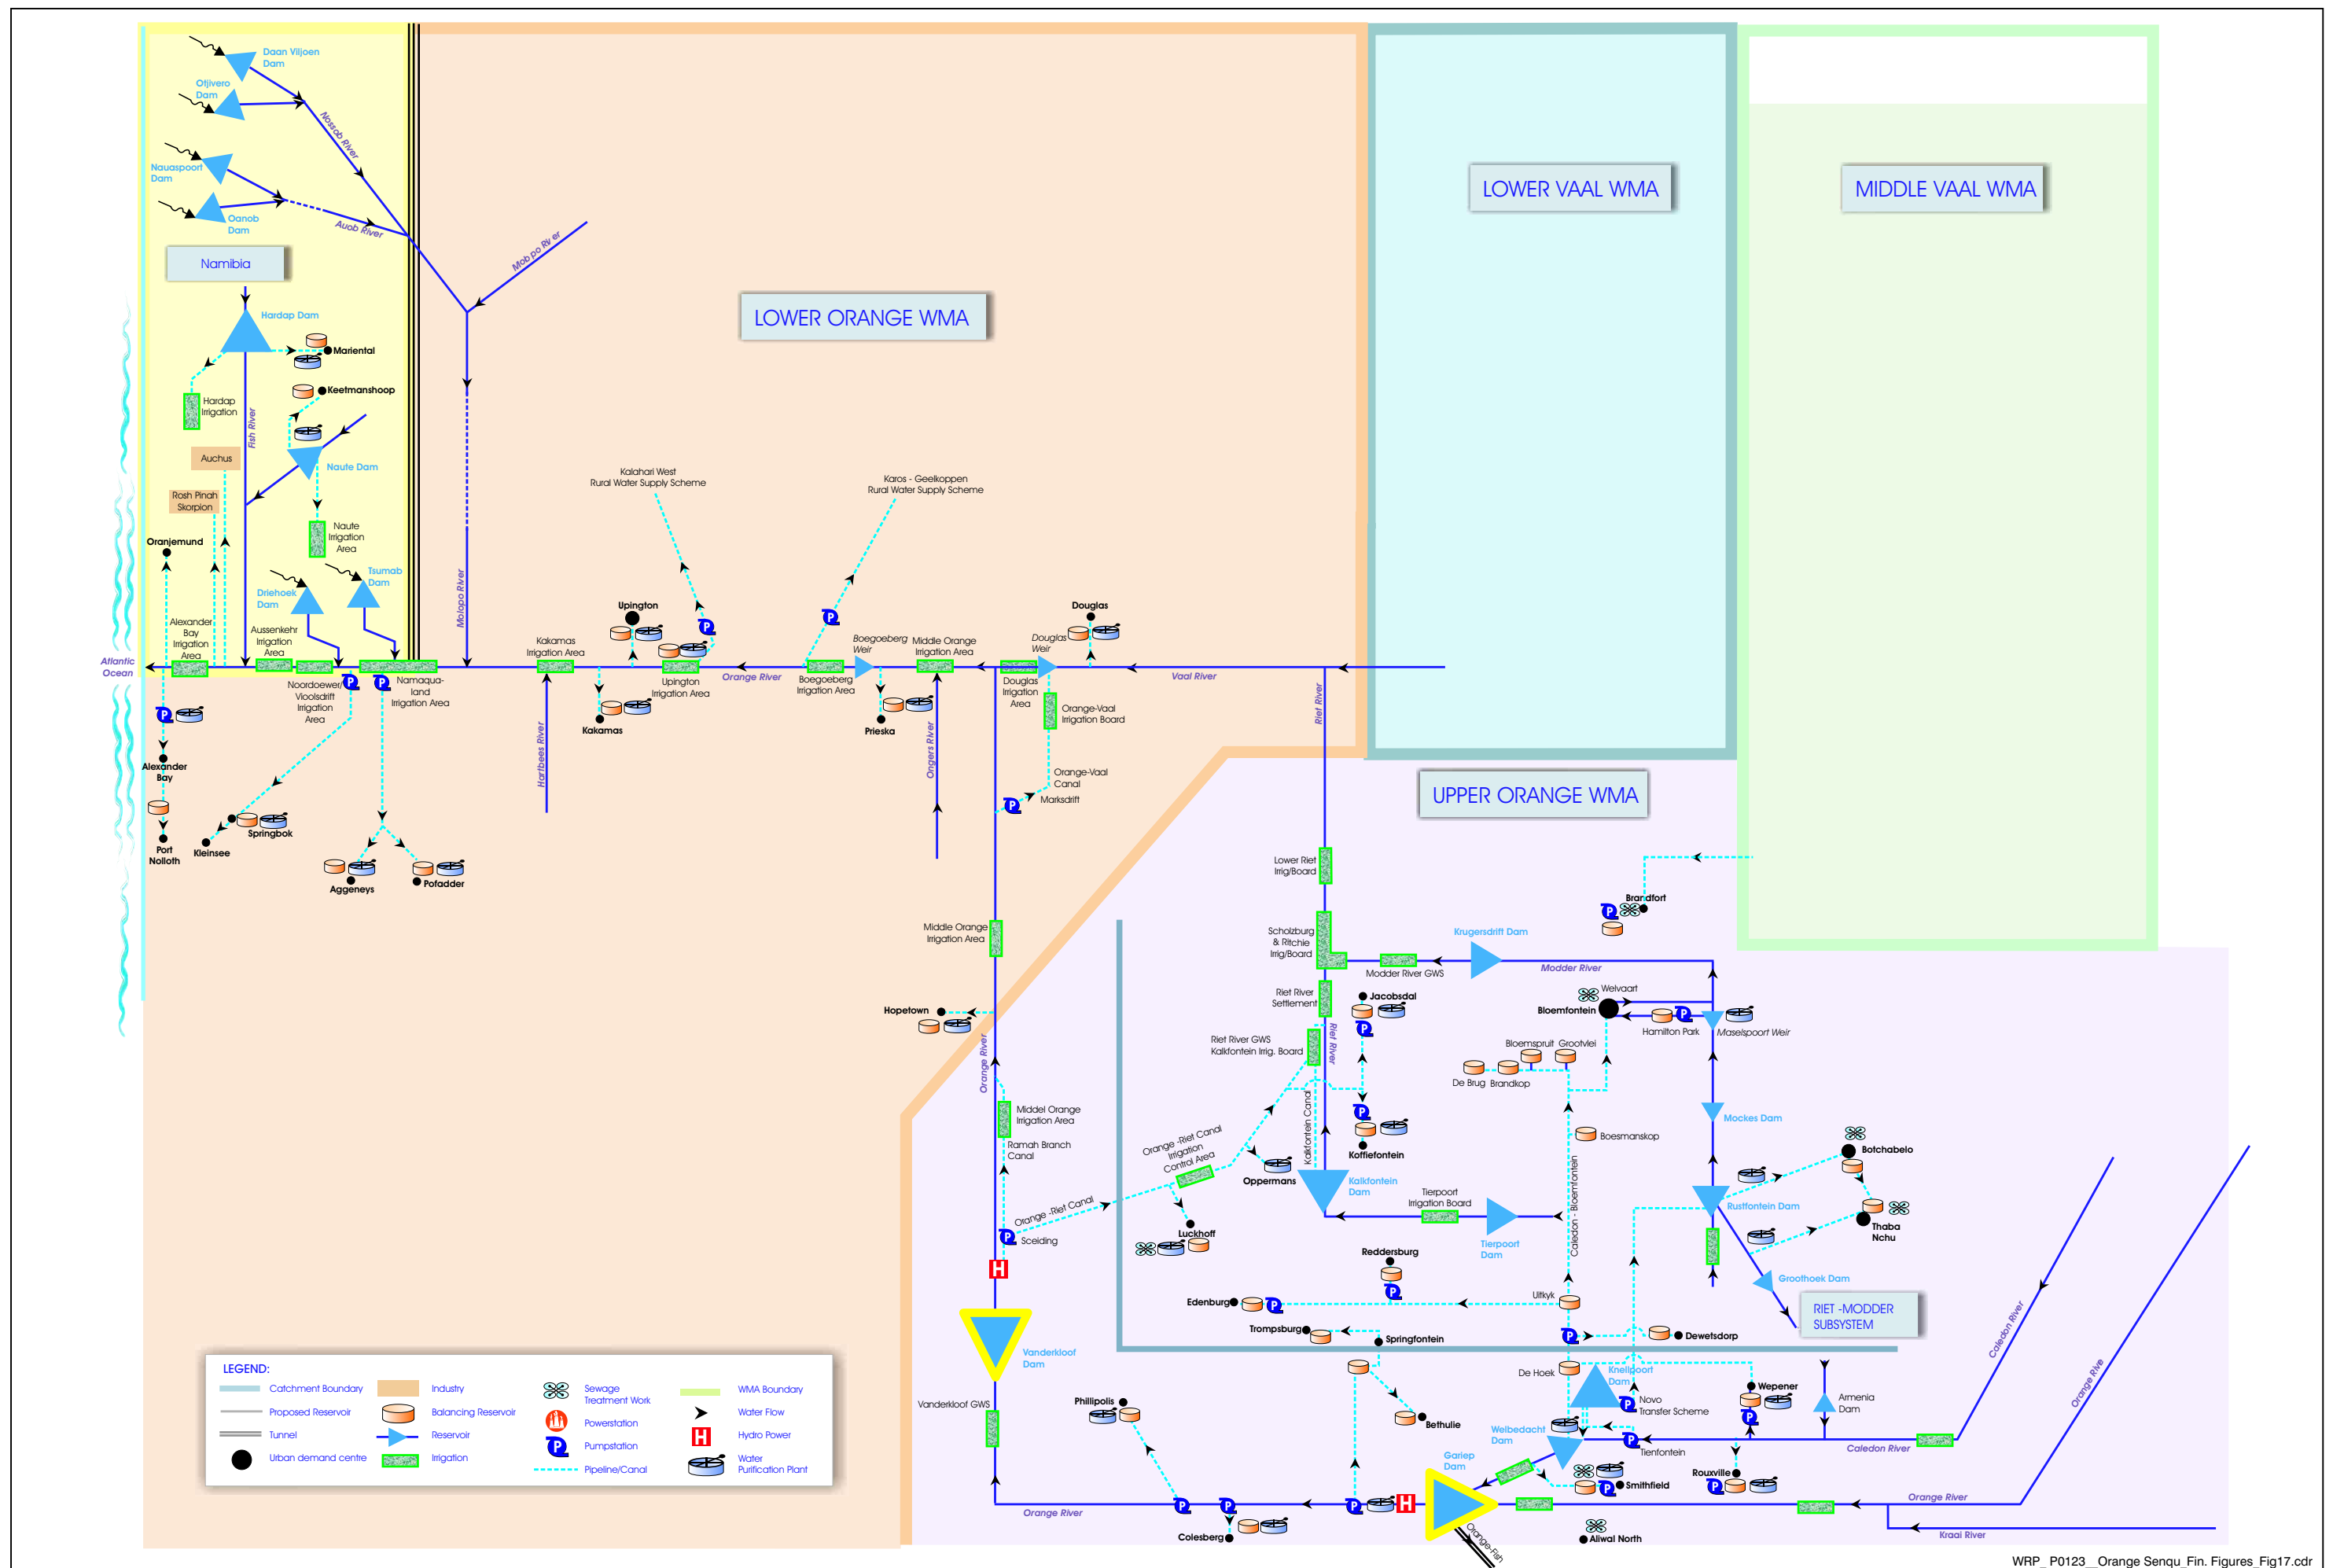 Daan Viljoen
Dam
Otjivero
Dam
Nossob River
Nauaspoort
Dam
Oanob
Dam
Auob River
Namibia
Hardap Dam
Mariental
Keetmanshoop
Hardap
Irrigation
Fish River
Auchus
Naute Dam
Rosh Pinah
Skorpion
Naute
Irrigation
Area
Oranjemund
Tsumab
Dam
Driehoek
Dam
Alexander
Bay
Irrigation
Area
Aussenkehr
Irrigation
Area
Atlantic
Ocean
Noordoewer/
Vioolsdrift
Irrigation
Area
Namaqua-
land
Irrigation Area
P
P
P
Alexander
Bay
Port
Nolloth
Kleinsee
Springbok
Aggeneys
Pofadder
LOWER ORANGE WMA
Mob po Riv er
Molopo River
Kalahari West
Rural Water Supply Scheme
Karos - Geelkoppen
Rural Water Supply Scheme
Upington
P
P
Kakamas
Irrigation Area
Upington
Irrigation Area
Orange River
Boegoeberg
Weir
Boegoeberg
Irrigation Area
Middle Orange
Irrigation Area
Douglas
Weir
Douglas
Douglas
Irrigation
Area
Vaal River
Riet River
Orange-Vaal
Irrigation Board
Kakamas
Prieska
Hartbees River
Ongers River
Orange-Vaal
Canal
P
Marksdrift
Middle Orange
Irrigation Area
Hopetown
Orange River
Middel Orange
Irrigation Area
Ramah Branch
Canal
Orange -Riet Canal
P
Sceiding
H
Vanderkloof
Dam
Vanderkloof GWS
LOWER VAAL WMA
MIDDLE VAAL WMA
UPPER ORANGE WMA
Lower Riet
Irrig/Board
Scholzburg
& Ritchie
Irrig/Board
Modder River GWS
Krugersdrift Dam
Modder River
Brandfort
P
Riet River
Settlement
Jacobsdal
P
Riet River GWS
Kalkfontein Irrig. Board
Riet River
Welvaart
Bloemfontein
P
Hamilton Park
Maselspoort Weir
Bloemspruit
Grootvlei
De Brug
Brandkop
Mockes Dam
Boesmanskop
P
Koffiefontein
Kalkfontein Canal
Orange -Riet Canal
Irrigation
Control Area
Oppermans
Kalkfontein
Dam
Luckhoff
Tierpoort
Irrigation Board
Tierpoort
Dam
Caledon - Bloemfontein
Botchabelo
Rustfontein Dam
Thaba
Nchu
Groothoek Dam
RIET -MODDER
SUBSYSTEM
Reddersburg
P
Edenburg
P
Uitkyk
Trompsburg
Springfontein
P
Dewetsdorp
De Hoek
Knellpoort
Dam
P
Novo
Transfer Scheme
Wepener
P
Armenia
Dam
Caledon River
Orange Rive
Phillipolis
Bethulie
Welbedacht
Dam
P
Tienfontein
Caledon River
Gariep
Dam
P
Smithfield
Rouxville
P
Orange River
P
P
P
H
Colesberg
Orange-Fish
Aliwal North
Orange River
Kraai River
LEGEND:
Catchment Boundary
Industry
Sewage
Treatment Work
WMA Boundary
Proposed Reservoir
Balancing Reservoir
Powerstation
Water Flow
Tunnel
Reservoir
P
Pumpstation
H
Hydro Power
Urban demand centre
Irrigation
Pipeline/Canal
Water
Purification Plant
WRP_ P0123__Orange Senqu_Fin. Figures_Fig17.cdr